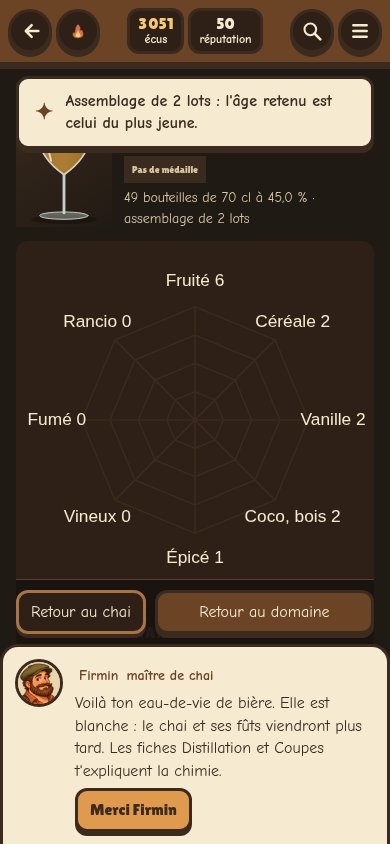 3051
écus
50
réputation
Assemblage de 2 lots : l'âge retenu est
celui du plus jeune.
Pas de médaille
49 bouteilles de 70 cl à 45,0 % ·
assemblage de 2 lots
Fruité 6
Rancio 0
Céréale 2
Fumé 0
Vanille 2
Vineux 0
Coco, bois 2
Épicé 1
Retour au chai
Retour au domaine
Firmin maître de chai
Voilà ton eau-de-vie de bière. Elle est
blanche : le chai et ses fûts viendront plus
tard. Les fiches Distillation et Coupes
t'expliquent la chimie.
Merci Firmin